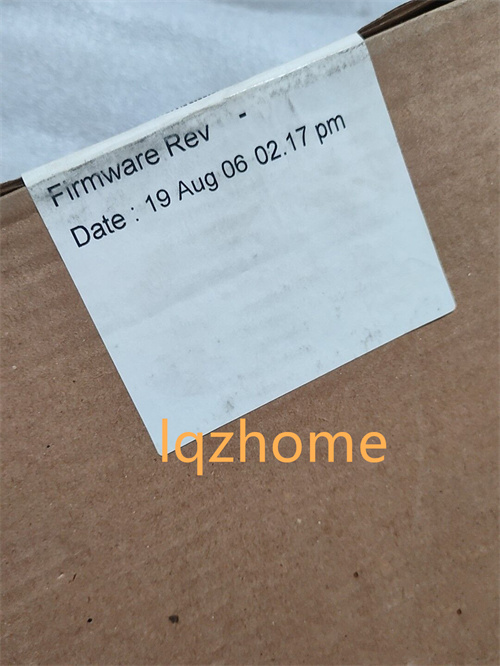 Firmware Rev -
Date : 19 Aug 06 02.17 pm
lqzhome